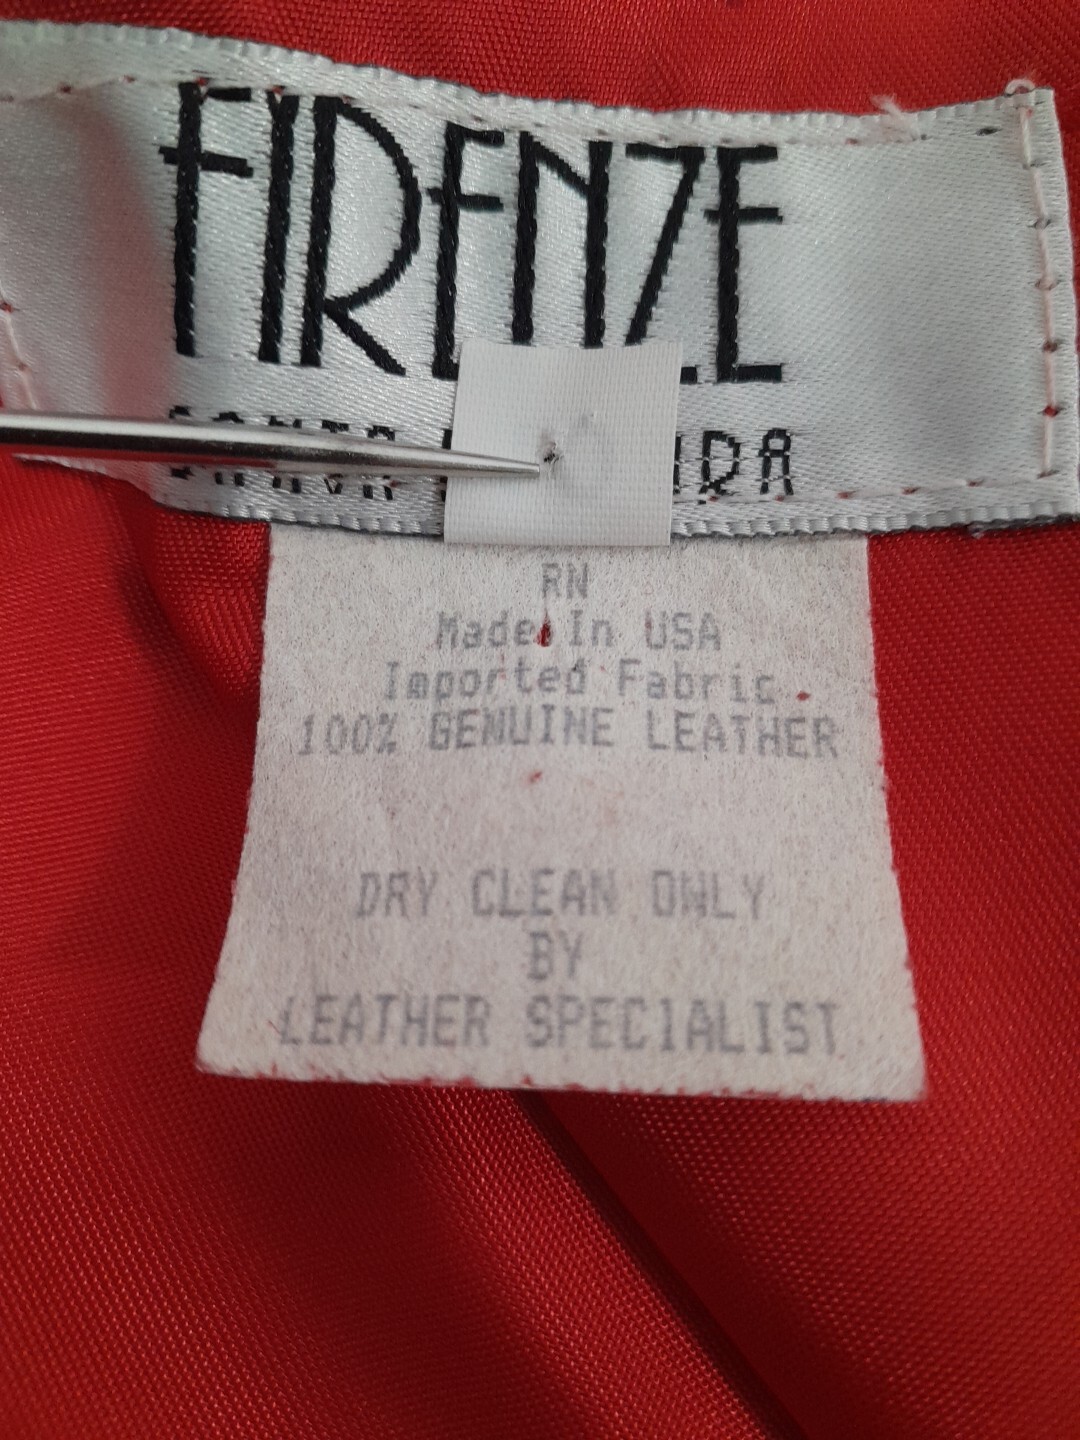 FIRENZE
RN
Made In USA
Imported Fabric
100% GENUINE LEATHER
DRY CLEAN ONLY
BY
LEATHER SPECIALIST